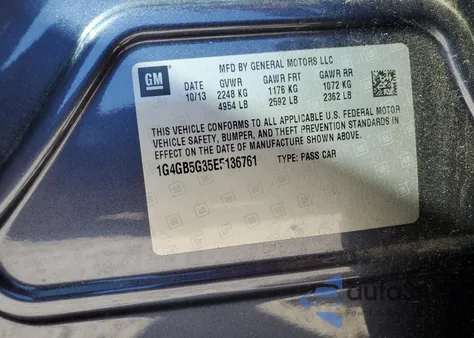 GM
MFD BY GENERAL MOTORS LLC
DATE GVWR GAWR FRT GAWR RR
10/13 2248 KG 1176 KG 1072 KG
4954 LB 2592 LB 2362 LB
THIS VEHICLE CONFORMS TO ALL APPLICABLE U.S. FEDERAL MOTOR
VEHICLE SAFETY, BUMPER, AND THEFT PREVENTION STANDARDS IN
EFFECT ON THE DATE OF MANUFACTURE SHOWN ABOVE.
1G4GB5G35EF136761 TYPE: PASS CAR